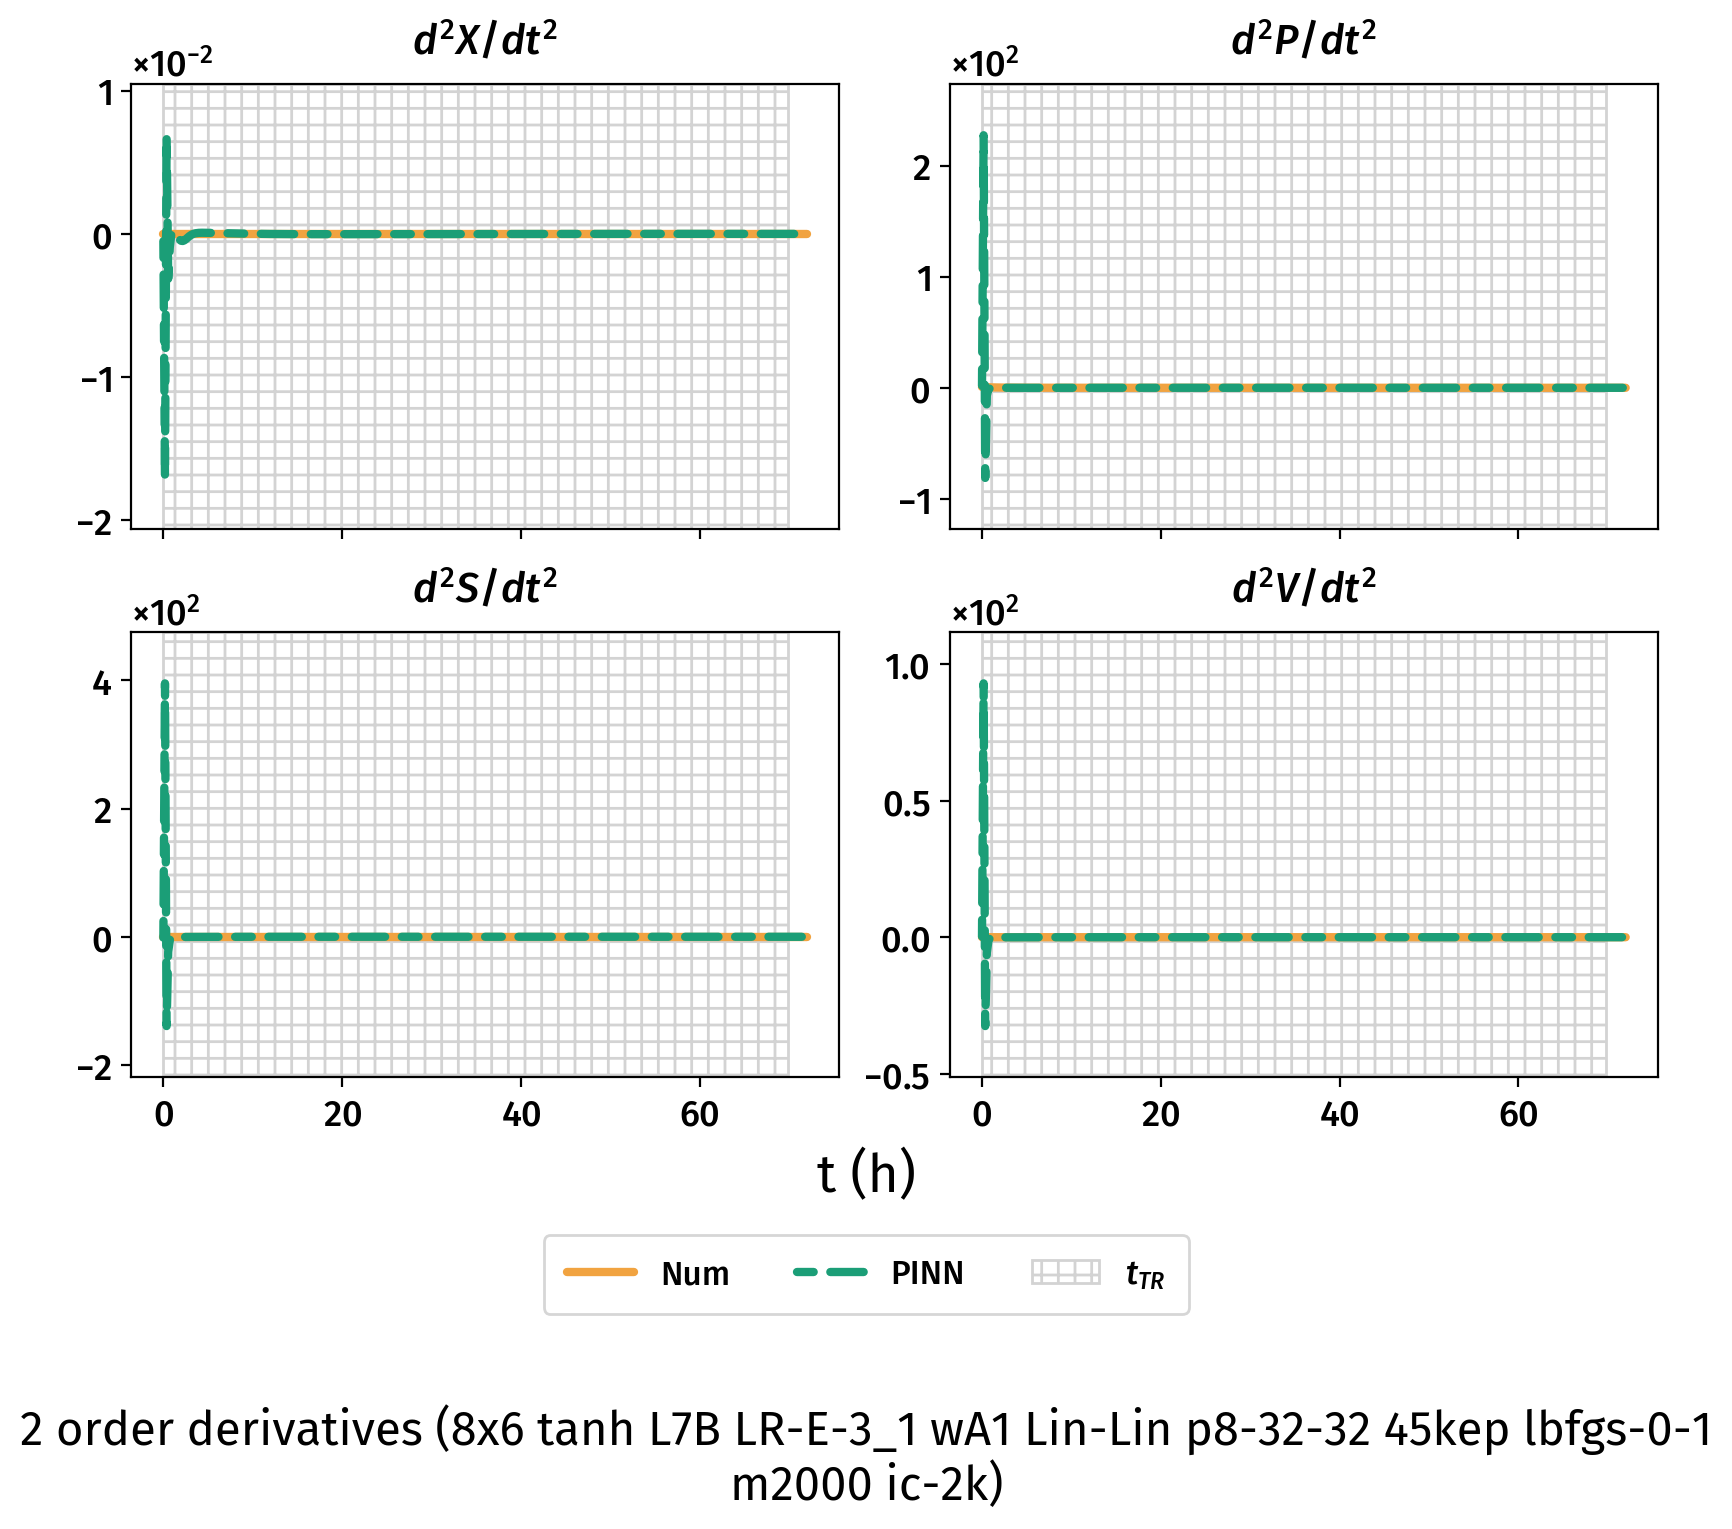 d²X/dt²
×10⁻²
1
0
−1
−2
d²P/dt²
×10²
2
1
0
−1
d²S/dt²
×10²
4
2
0
−2
0 20 40 60
d²V/dt²
×10²
1.0
0.5
0.0
−0.5
0 20 40 60
t (h)
Num PINN t_TR
2 order derivatives (8x6 tanh L7B LR-E-3_1 wA1 Lin-Lin p8-32-32 45kep lbfgs-0-1
m2000 ic-2k)